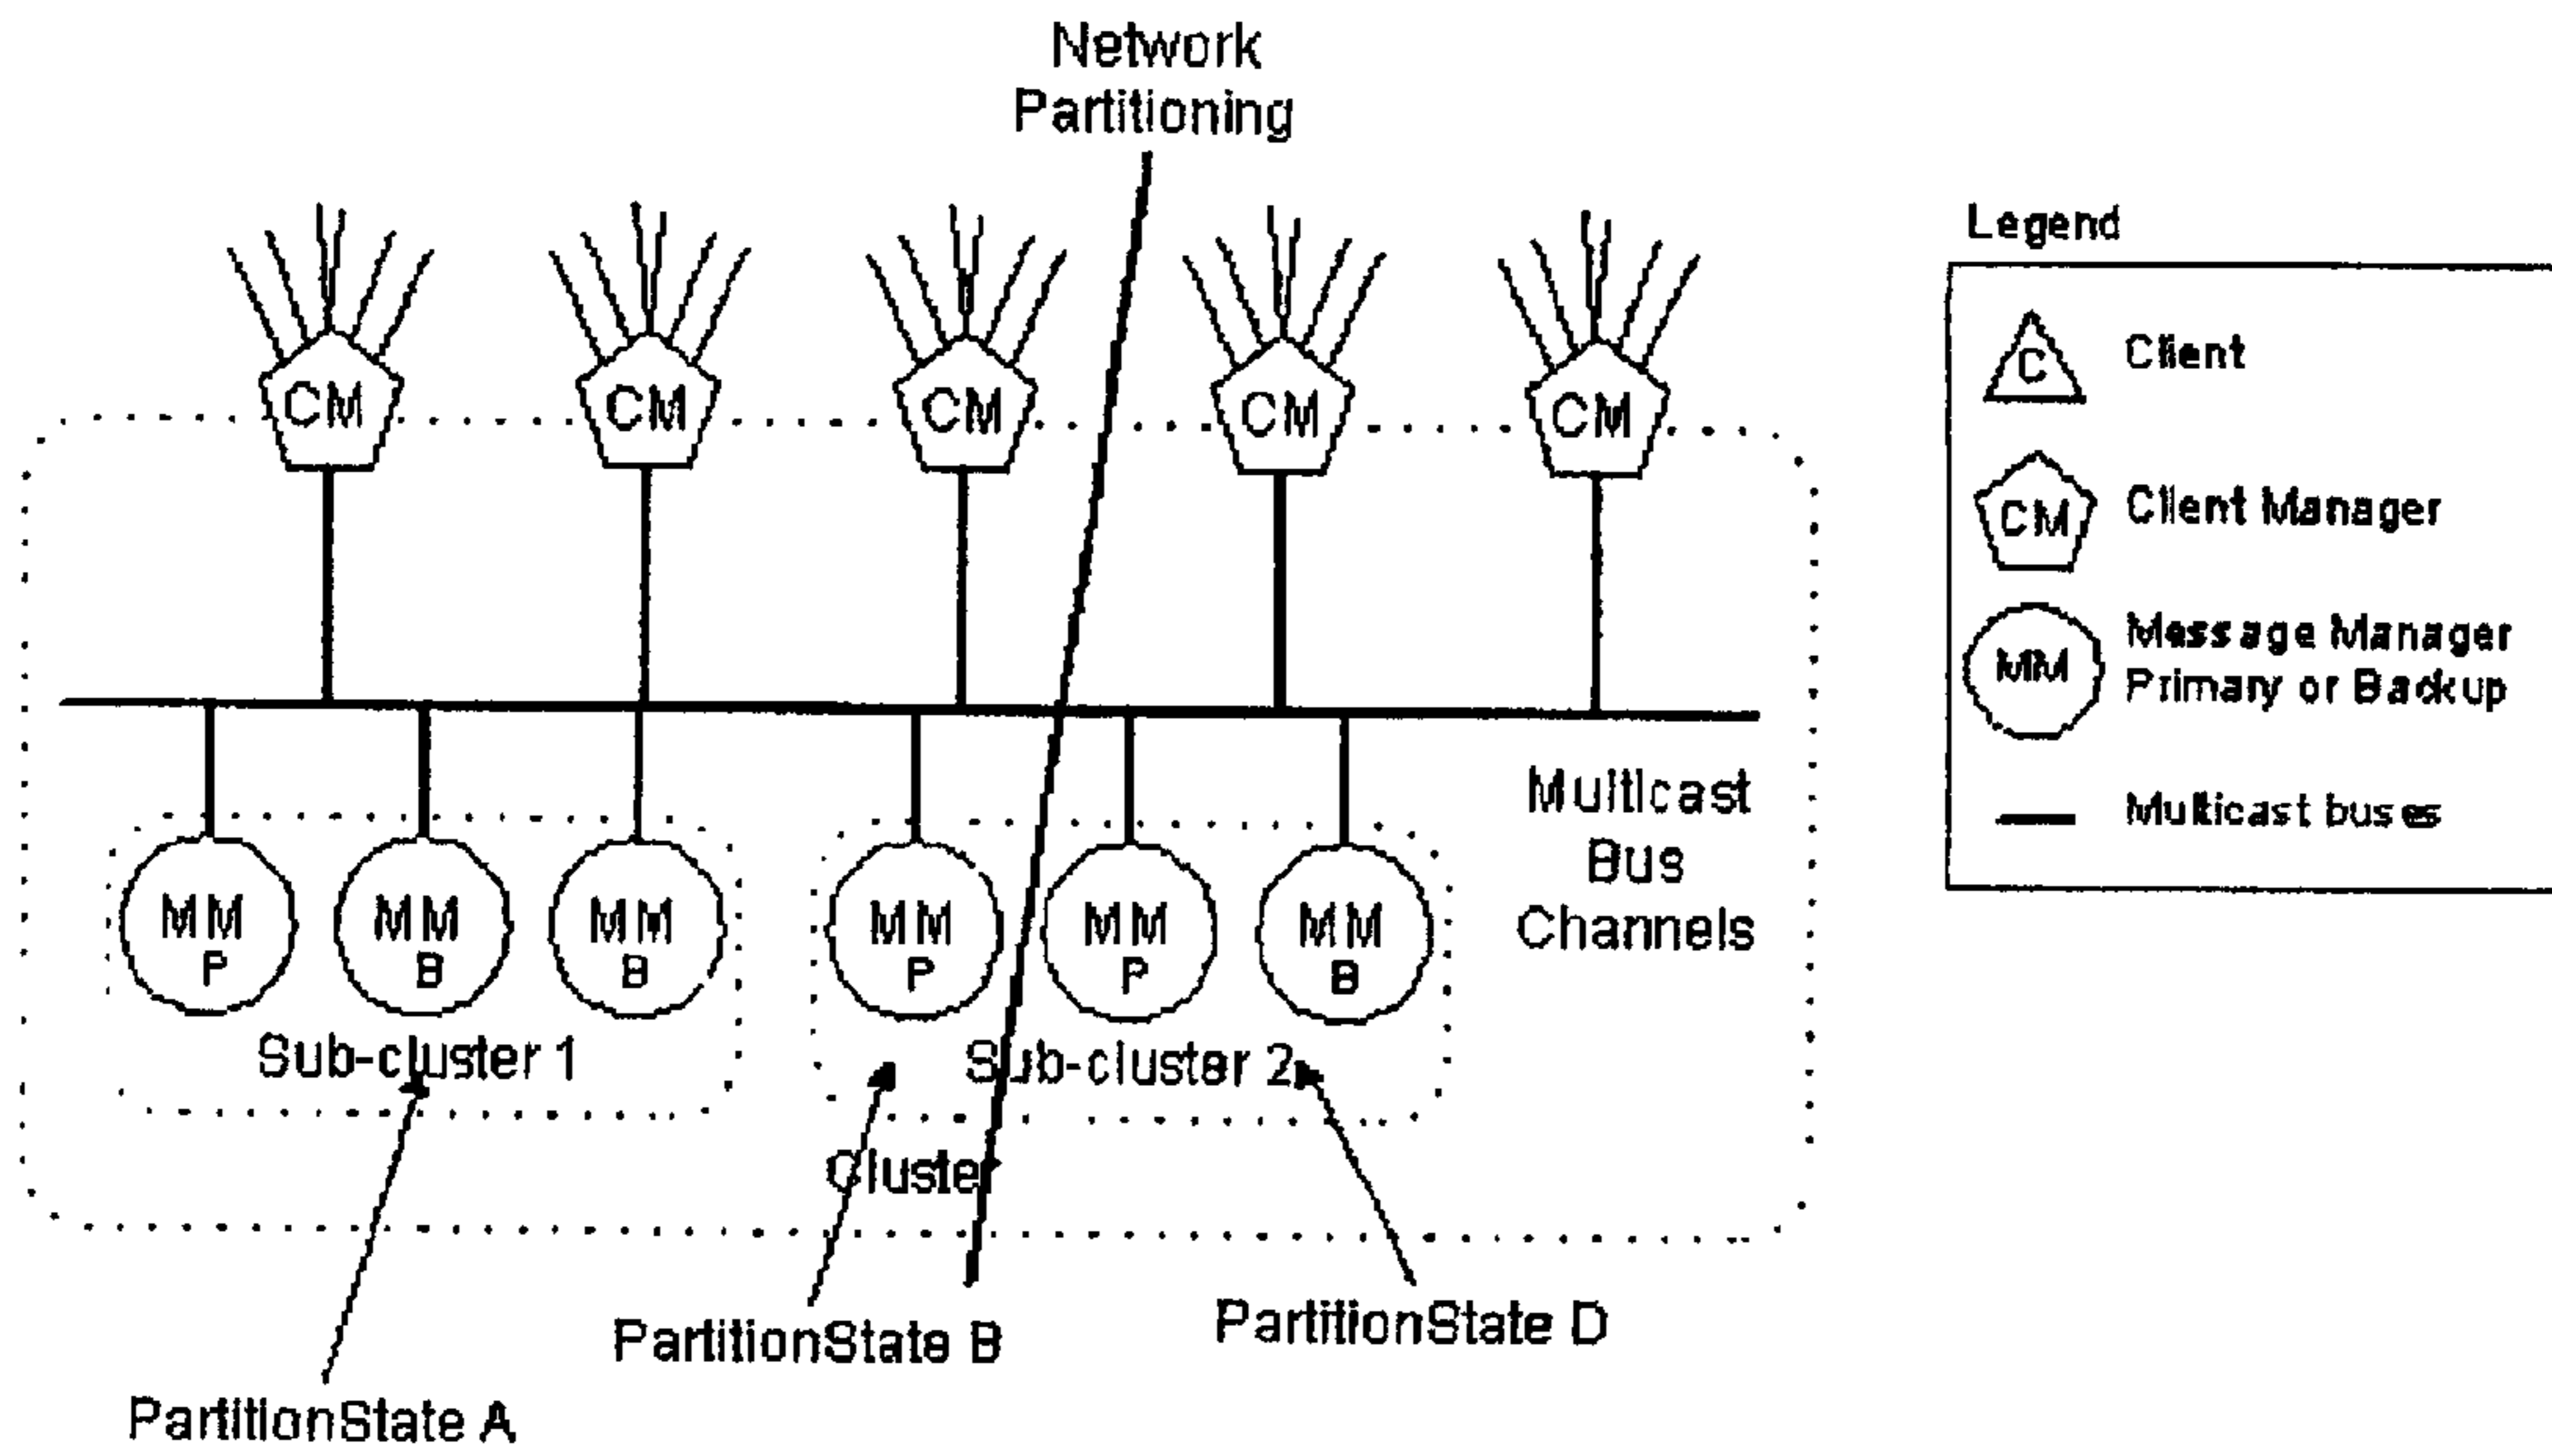 Network
Partitioning
CM
CM
CM
CM
CM
Legend
C
Client
CM
Client Manager
MM
Message Manager
Primary or Backup
Multicast buses
Multicast
Bus
Channels
MM
P
MM
B
MM
B
MM
P
MM
P
MM
B
Sub-cluster 1
Sub-cluster 2
Cluster
PartitionState A
PartitionState B
PartitionState D